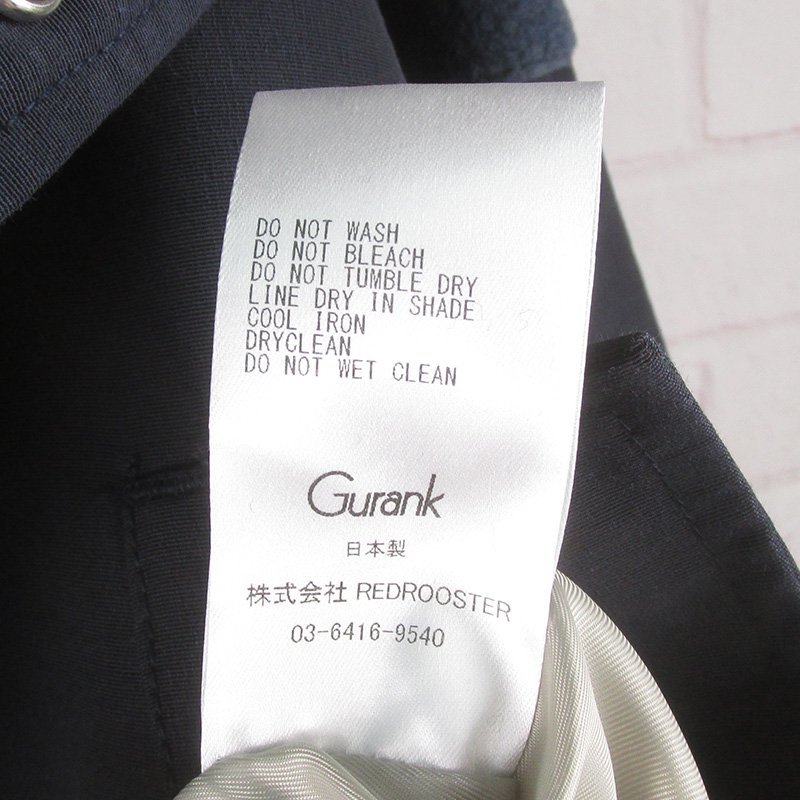 DO NOT WASH
DO NOT BLEACH
DO NOT TUMBLE DRY
LINE DRY IN SHADE
COOL IRON
DRYCLEAN
DO NOT WET CLEAN
Gurank
日本製
株式会社 REDROOSTER
03-6416-9540